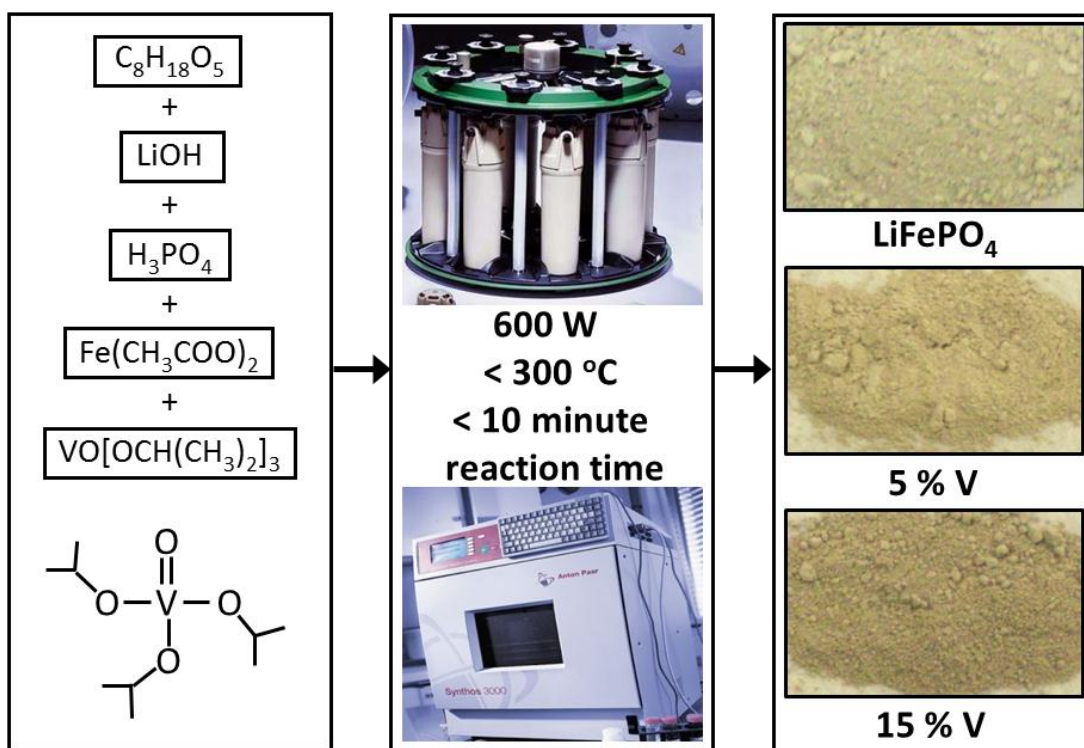 C₈H₁₈O₅
+
LiOH
+
H₃PO₄
+
Fe(CH₃COO)₂
+
VO[OCH(CH₃)₂]₃
O
O V O
O
600 W
< 300 ᵒC
< 10 minute
reaction time
Anton Paar
Synthos 3000
LiFePO₄
5 % V
15 % V